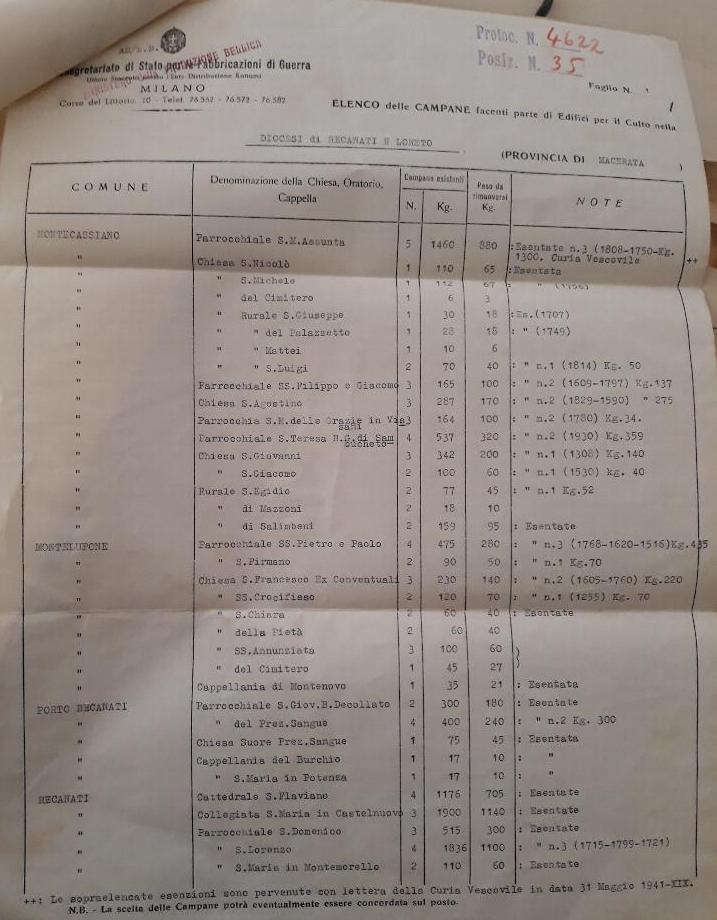 Protoc. N. 4622
Posiz. N. 35
Segretariato di Stato per le Fabbricazioni di Guerra
MILANO
Corso del Littorio, 10 - Telef. 76.562 - 76.572 - 76.582
Foglio N. 1
ELENCO delle CAMPANE facenti parte di Edifici per il Culto nella
DIOCESI di RECANATI E LORETO
(PROVINCIA DI MACERATA )
COMUNE Denominazione della Chiesa, Oratorio, Cappella Campane esistenti N. Kg. Peso da rimuoversi Kg. NOTE
MONTECASSIANO Parrocchiale S.M.Assunta 5 1460 880 :Esentate n.3 (1808-1750-Kg. 1300. Curia Vescovile ++
" Chiesa S.Nicolò 1 110 65 :Esentata
" " S.Michele 1 112 67 : " (1756)
" " del Cimitero 1 6 3
" " Rurale S.Giuseppe 1 30 18 :Es.(1707)
" " " del Palazzetto 1 28 18 : " (1749)
" " " Mattei 1 10 6
" " " S.Luigi 2 70 40 : " n.1 (1814) Kg. 50
" Parrocchiale SS.Filippo e Giacomo 3 165 100 : " n.2 (1609-1797) Kg.137
" Chiesa S.Agostino 3 287 170 : " n.2 (1829-1590) " 275
" Parrocchia S.M.delle Grazie in Vis sani 3 164 100 : " n.2 (1780) Kg.34.
" Parrocchiale S.Teresa B.G.di Sam bucheto 4 537 320 : " n.2 (1930) Kg.359
" Chiesa S.Giovanni 3 342 200 : " n.1 (1308) Kg.140
" " S.Giacomo 2 100 60 : " n.1 (1530) kg. 40
" Rurale S.Egidio 2 77 45 : " n.1 Kg.52
" " di Mazzoni 2 18 10
" " di Salimbeni 2 159 95 : Esentate
MONTELUPONE Parrocchiale SS.Pietro e Paolo 4 475 280 : " n.3 (1768-1620-1516)Kg.435
" " S.Firmano 2 90 50 : " n.1 Kg.70
" Chiesa S.Francesco Ex Conventuali 3 230 140 : " n.2 (1605-1760) Kg.220
" " SS.Crocifisso 2 120 70 : " n.1 (1255) Kg. 70
" " S.Chiara 2 60 40 : Esentate
" " della Pietà 2 60 40
" " SS.Annunziata 3 100 60
" " del Cimitero 1 45 27
" Cappellania di Montenovo 1 35 21 : Esentata
PORTO RECANATI Parrocchiale S.Giov.B.Decollato 2 300 180 : Esentate
" " del Prez.Sangue 4 400 240 : " n.2 Kg. 300
" Chiesa Suore Prez.Sangue 1 75 45 : Esentata
" Cappellania del Burchio 1 17 10 : "
" " S.Maria in Potenza 1 17 10 : "
RECANATI Cattedrale S.Flaviano 4 1176 705 : Esentate
" Collegiata S.Maria in Castelnuovo 3 1900 1140 : Esentate
" Parrocchiale S.Domenico 3 515 300 : Esentate
" " S.Lorenzo 4 1836 1100 : " n.3 (1715-1799-1721)
" " S.Maria in Montemorello 2 110 60 : Esentate
++: Le sopraelencate esenzioni sono pervenute con lettera della Curia Vescovile in data 31 Maggio 1941-XIX.
N.B. - La scelta delle Campane potrà eventualmente essere concordata sul posto.